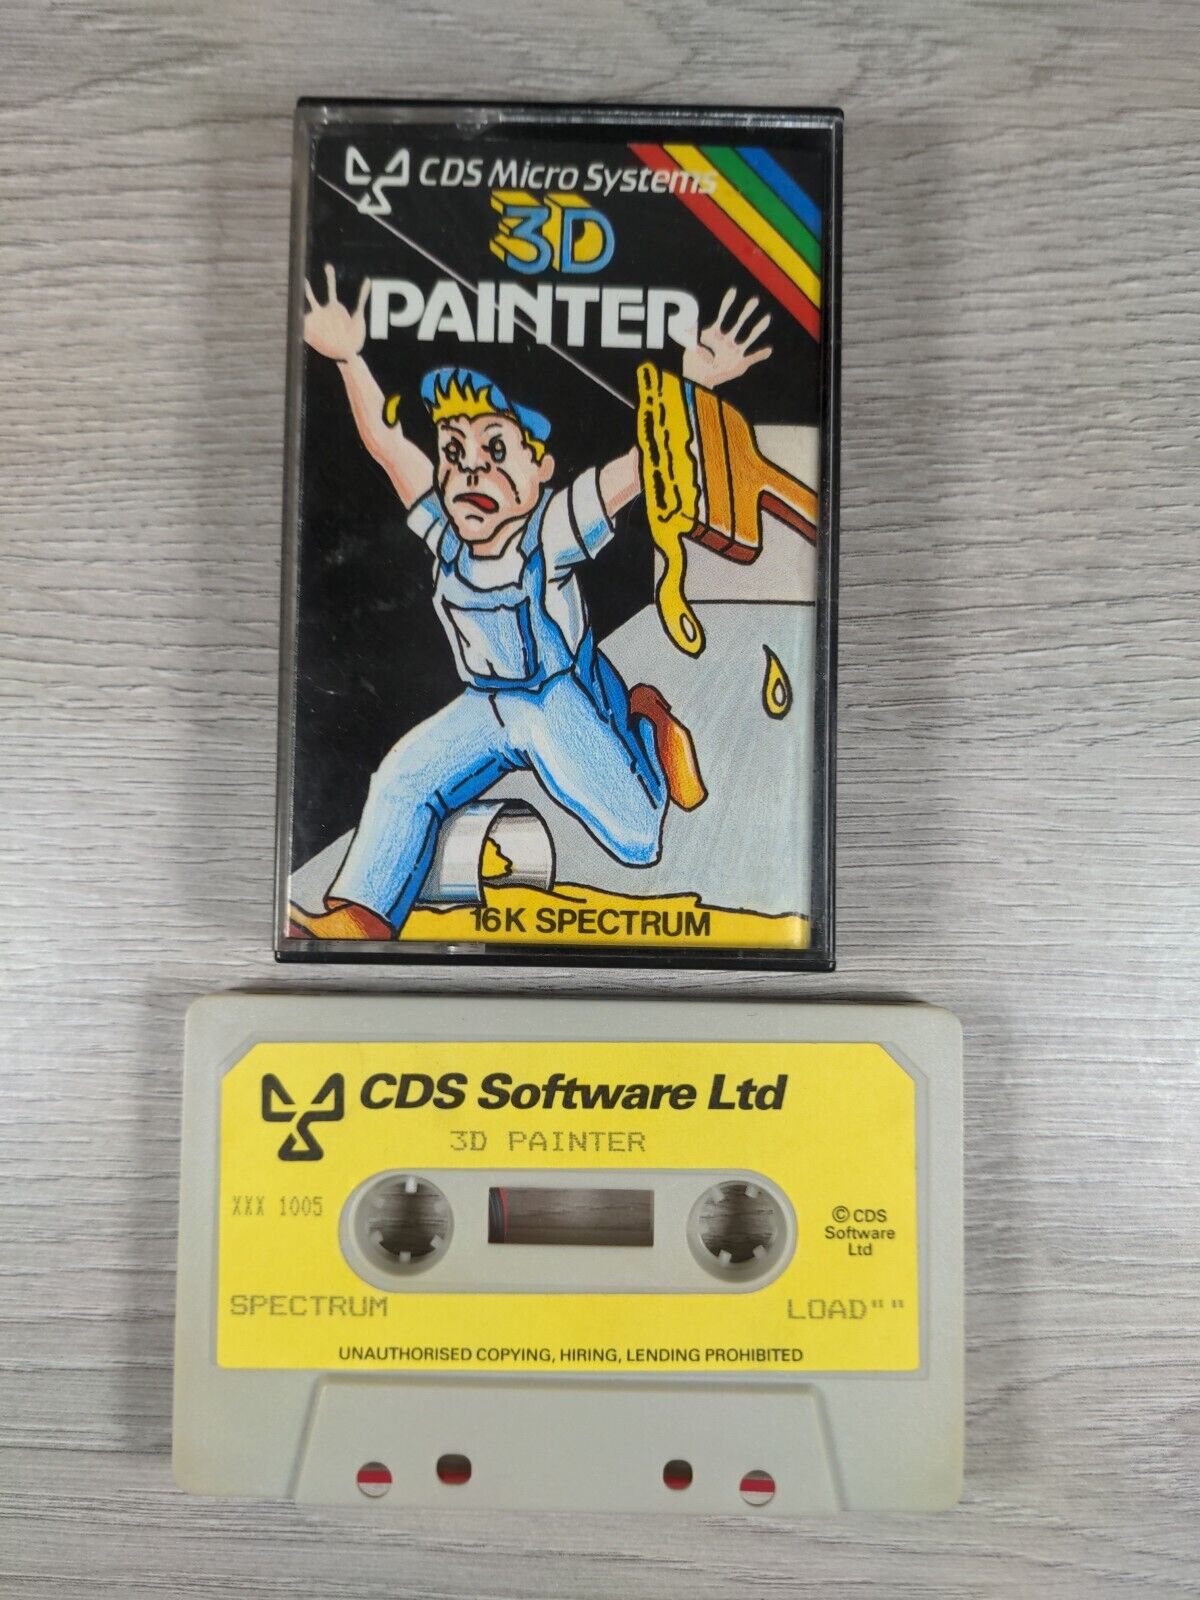 CDS Micro Systems
3D
PAINTER
16K SPECTRUM
CDS Software Ltd
3D PAINTER
XXX 1005
© CDS
Software
Ltd
SPECTRUM
LOAD""
UNAUTHORISED COPYING, HIRING, LENDING PROHIBITED